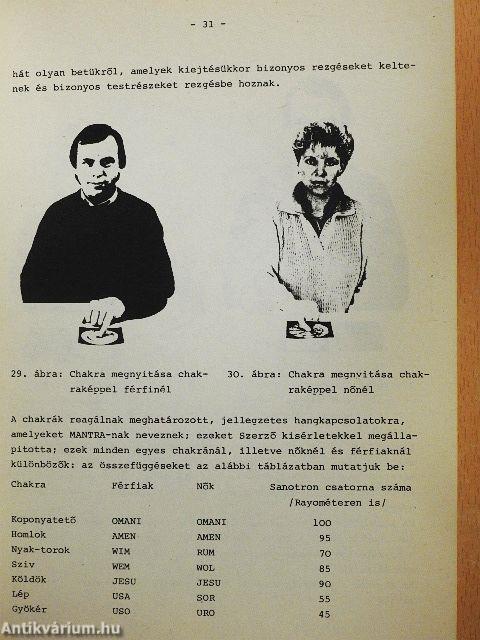 - 31 -
hát olyan betükről, amelyek kiejtésükkor bizonyos rezgéseket kelte-
nek és bizonyos testrészeket rezgésbe hoznak.
29. ábra: Chakra megnyitása chak-
raképpel férfinél
30. ábra: Chakra megnyitása chak-
raképpel nőnél
A chakrák reagálnak meghatározott, jellegzetes hangkapcsolatokra,
amelyeket MANTRA-nak neveznek; ezeket Szerző kisérletekkel megálla-
pitotta; ezek minden egyes chakránál, illetve nőknél és férfiaknál
különbözők: az összefüggéseket az alábbi táblázatban mutatjuk be:
Chakra Férfiak Nők Sanotron csatorna száma
/Rayométeren is/
Koponyatető OMANI OMANI 100
Homlok AMEN AMEN 95
Nyak-torok WIM RUM 70
Sziv WEM WOL 85
Köldök JESU JESU 90
Lép USA SOR 55
Gyökér USO URO 45
Antikvárium.hu